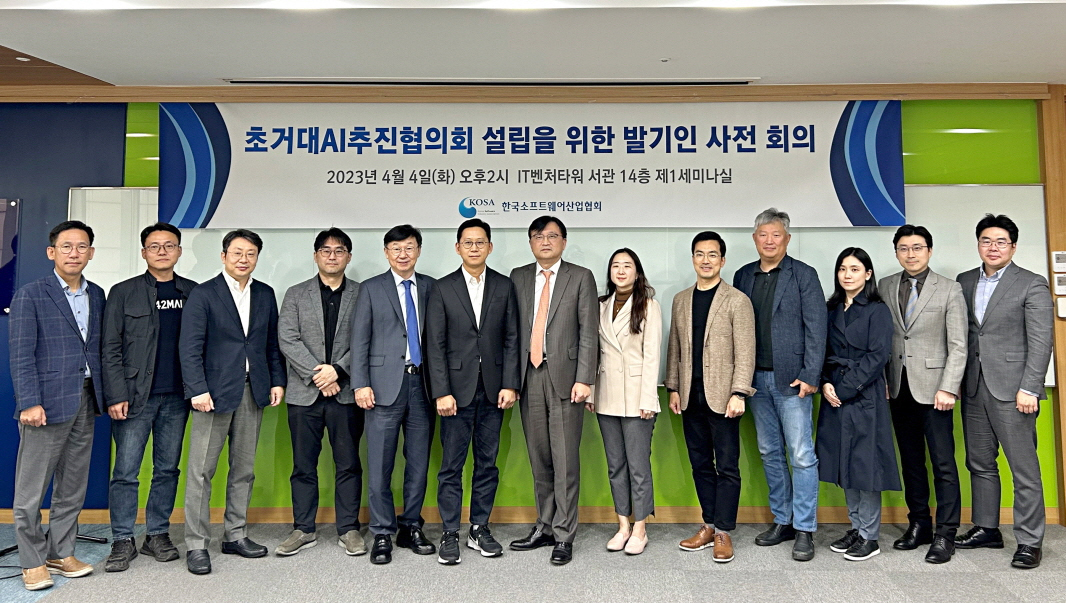 초거대AI추진협의회 설립을 위한 발기인 사전 회의
2023년 4월 4일(화) 오후2시 IT벤처타워 서관 14층 제1세미나실
KOSA 한국소프트웨어산업협회
42MAR